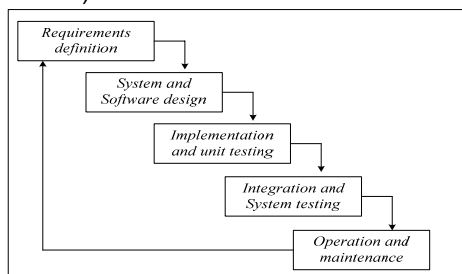 Requirements
definition
System and
Software design
Implementation
and unit testing
Integration and
System testing
Operation and
maintenance